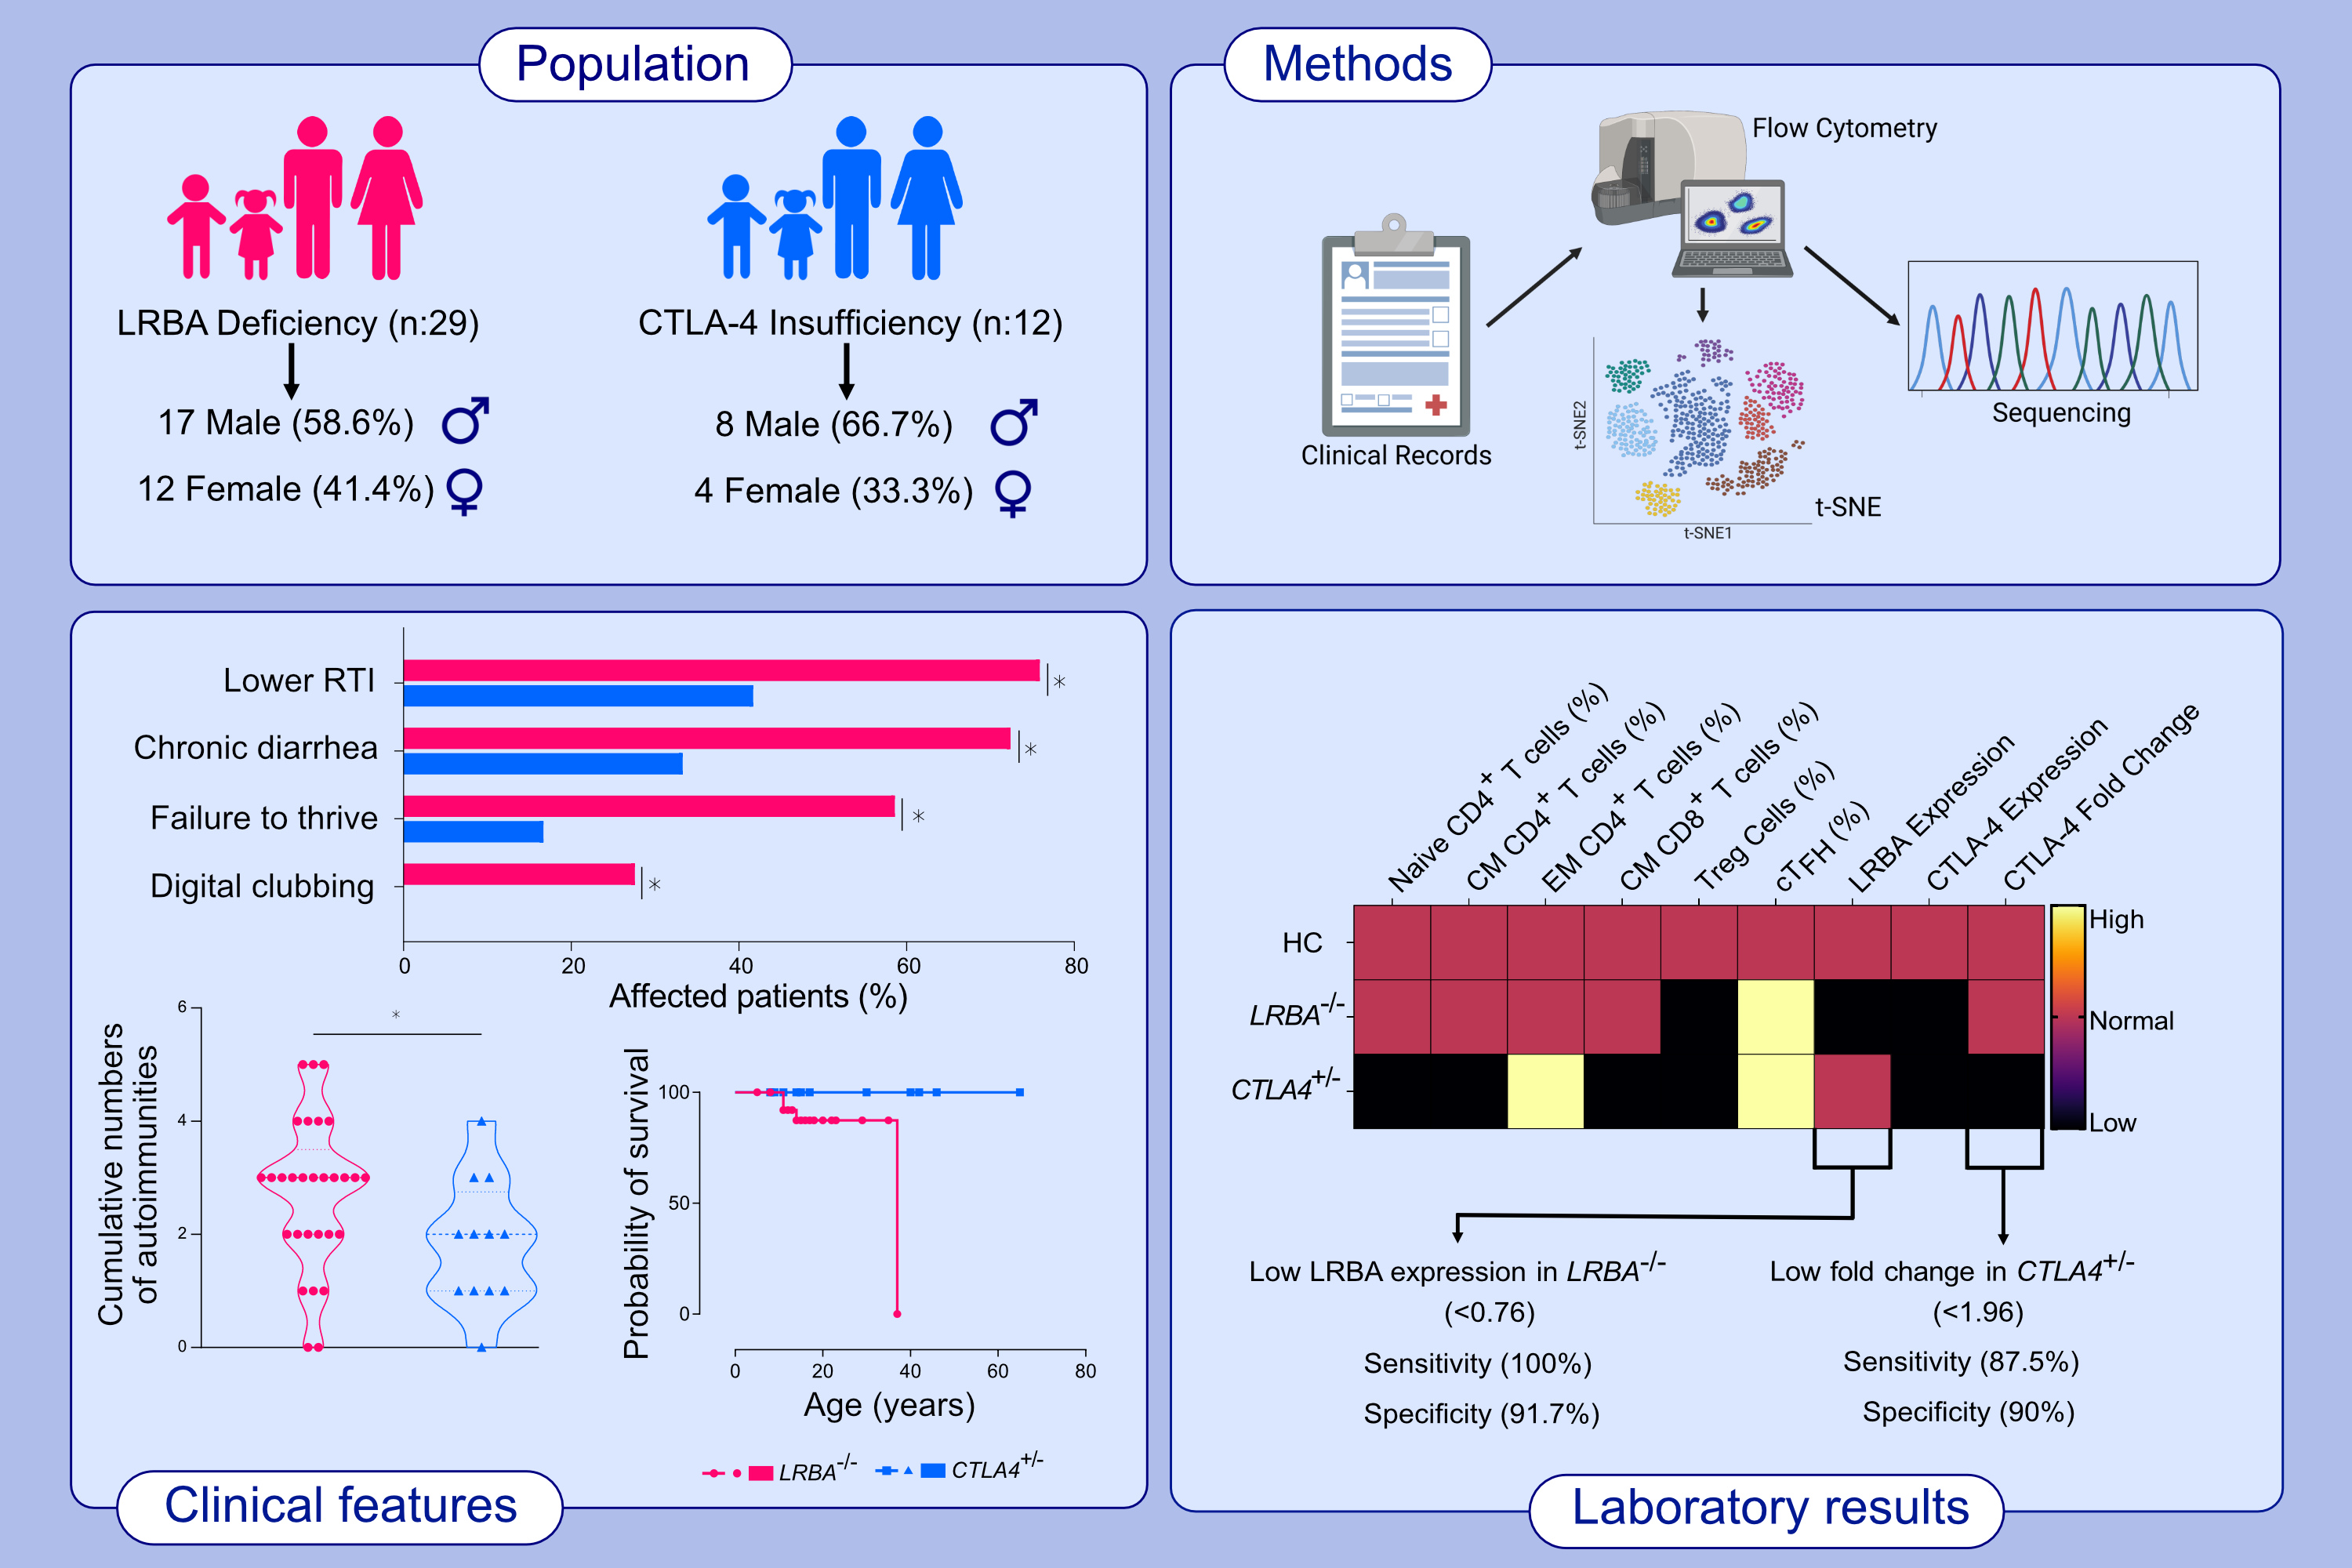 Population
LRBA Deficiency (n:29)
17 Male (58.6%)
12 Female (41.4%)
CTLA-4 Insufficiency (n:12)
8 Male (66.7%)
4 Female (33.3%)
Methods
Flow Cytometry
Clinical Records
Sequencing
t-SNE2
t-SNE1
t-SNE
Lower RTI
Chronic diarrhea
Failure to thrive
Digital clubbing
*
*
*
*
0 20 40 60 80
Affected patients (%)
Cumulative numbers
of autoimmunities
6
4
2
0
*
Probability of survival
100
50
0
0 20 40 60 80
Age (years)
LRBA-/- CTLA4+/-
Clinical features
Naive CD4+ T cells (%)
CM CD4+ T cells (%)
EM CD4+ T cells (%)
CM CD8+ T cells (%)
Treg Cells (%)
cTFH (%)
LRBA Expression
CTLA-4 Expression
CTLA-4 Fold Change
HC
LRBA-/-
CTLA4+/-
High
Normal
Low
Low LRBA expression in LRBA-/-
(<0.76)
Sensitivity (100%)
Specificity (91.7%)
Low fold change in CTLA4+/-
(<1.96)
Sensitivity (87.5%)
Specificity (90%)
Laboratory results